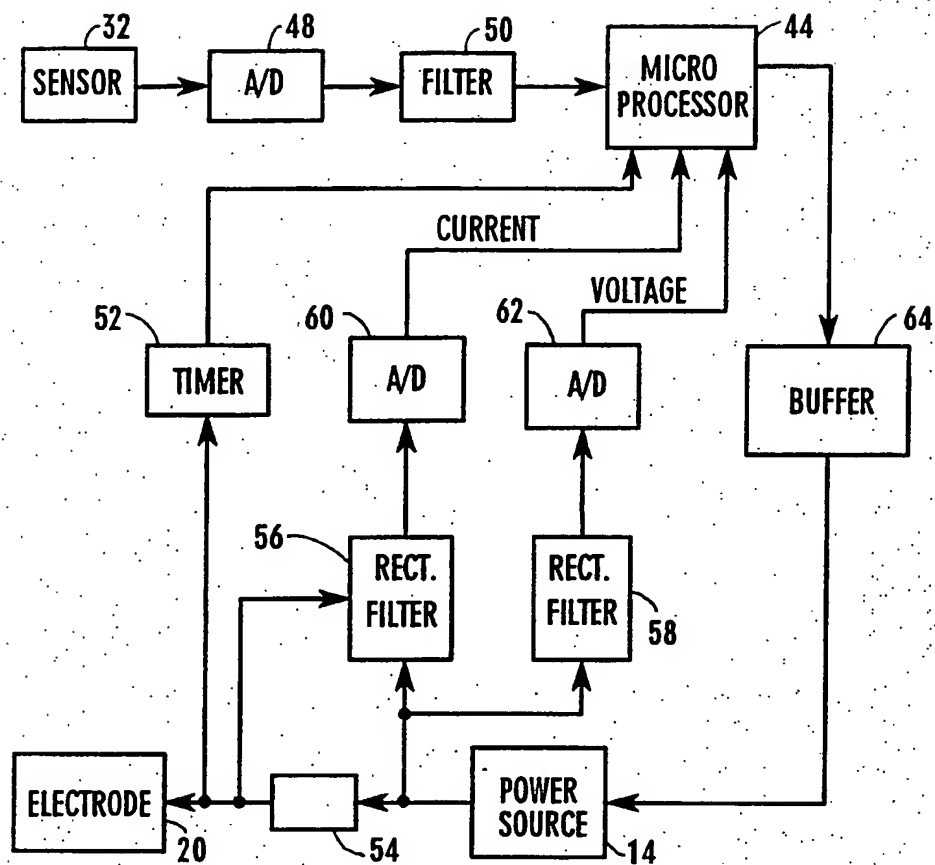 32
48
50
44
SENSOR
A/D
FILTER
MICRO
PROCESSOR
CURRENT
VOLTAGE
52
60
62
64
TIMER
A/D
A/D
BUFFER
56
RECT.
FILTER
RECT.
FILTER
58
ELECTRODE
20
54
POWER
SOURCE
14